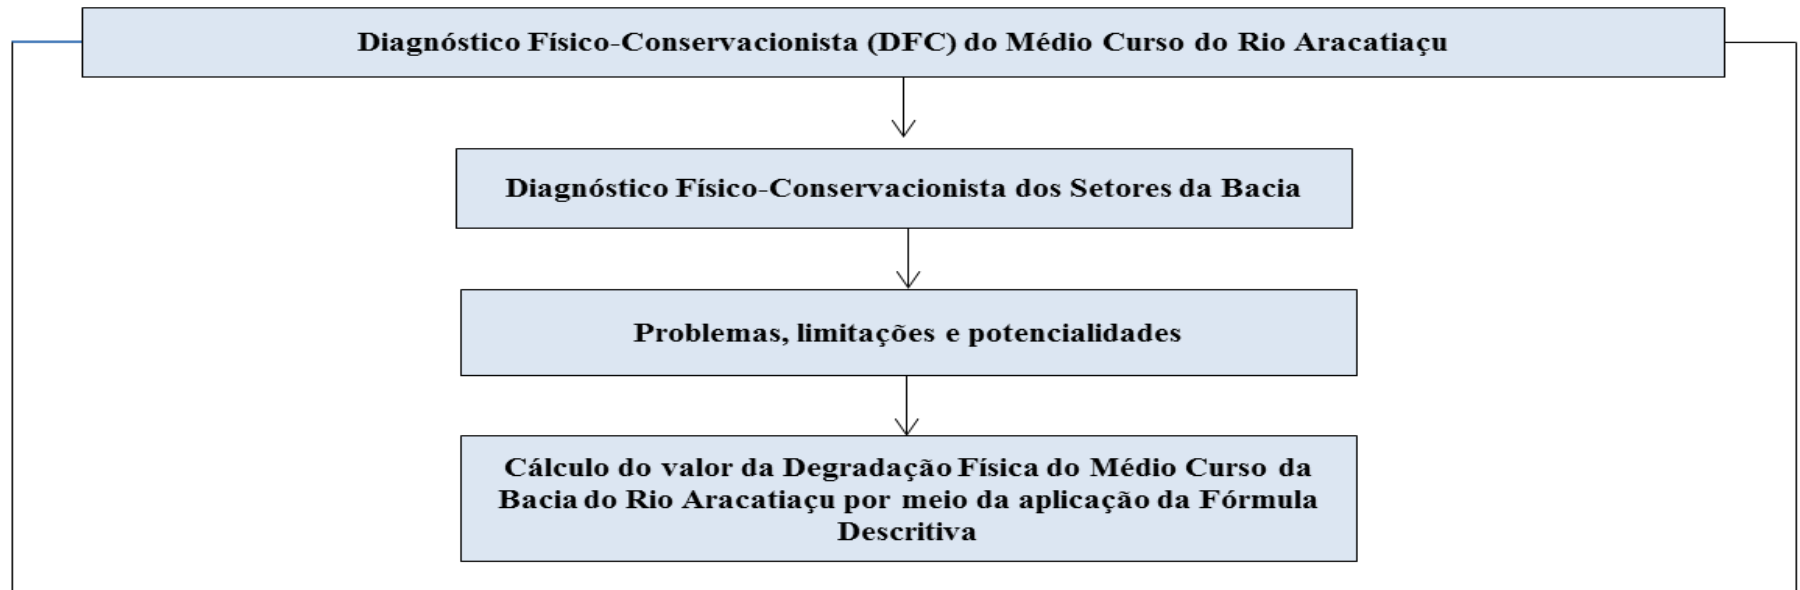 Diagnóstico Físico-Conservacionista (DFC) do Médio Curso do Rio Aracatiaçu
Diagnóstico Físico-Conservacionista dos Setores da Bacia
Problemas, limitações e potencialidades
Cálculo do valor da Degradação Física do Médio Curso da
Bacia do Rio Aracatiaçu por meio da aplicação da Fórmula
Descritiva